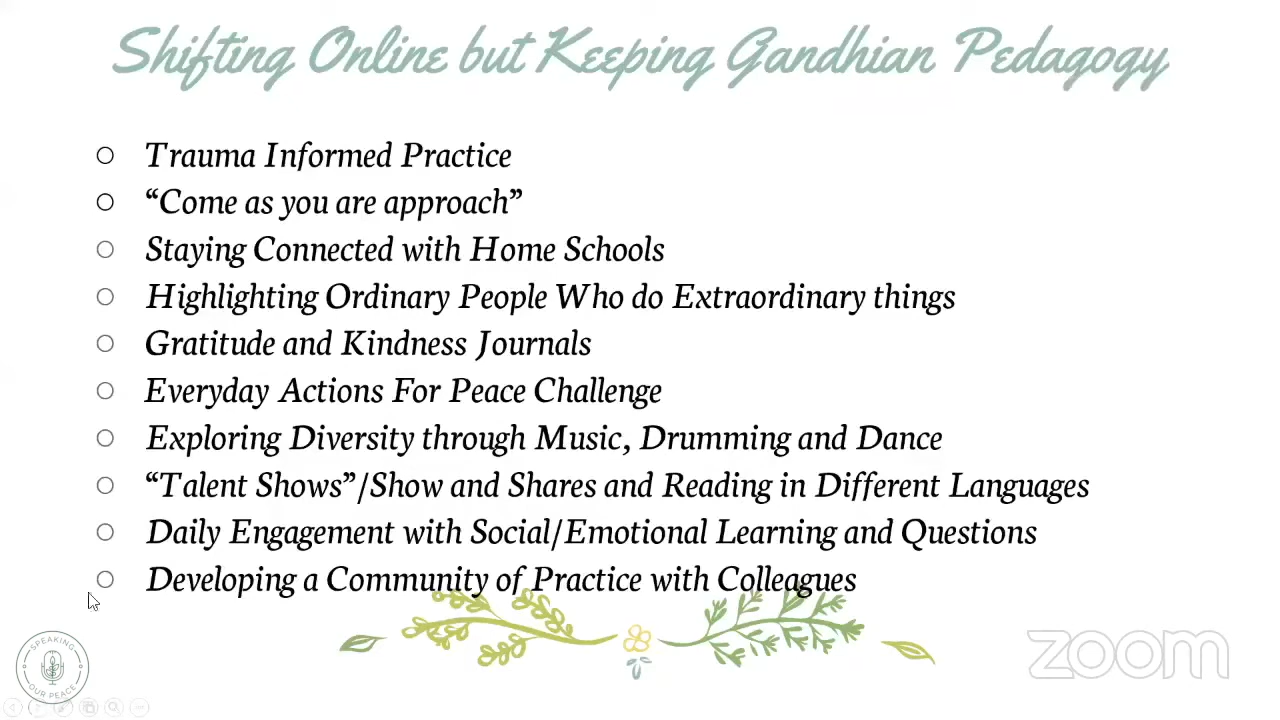 Shifting Online but Keeping Gandhian Pedagogy
Trauma Informed Practice
“Come as you are approach”
Staying Connected with Home Schools
Highlighting Ordinary People Who do Extraordinary things
Gratitude and Kindness Journals
Everyday Actions For Peace Challenge
Exploring Diversity through Music, Drumming and Dance
“Talent Shows”/Show and Shares and Reading in Different Languages
Daily Engagement with Social/Emotional Learning and Questions
Developing a Community of Practice with Colleagues
SPEAKING
OUR PEACE
zoom